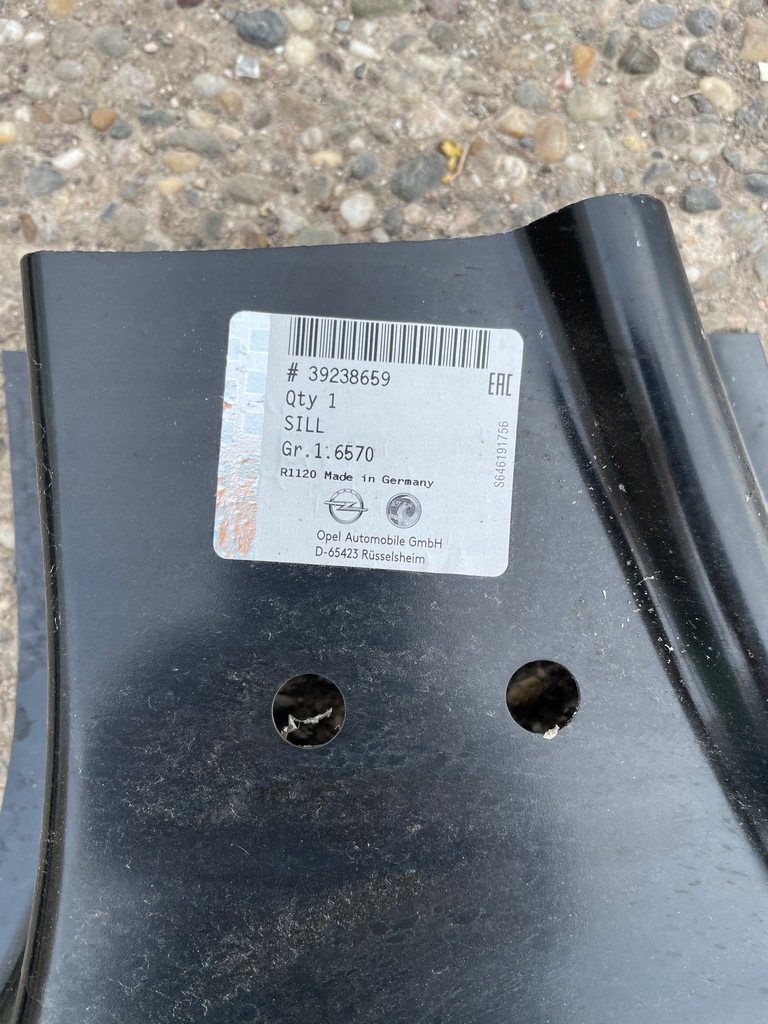 # 39238659
EAC
Qty 1
SILL
Gr.1.6570
R1120 Made in Germany
S646191756
Opel Automobile GmbH
D-65423 Rüsselsheim